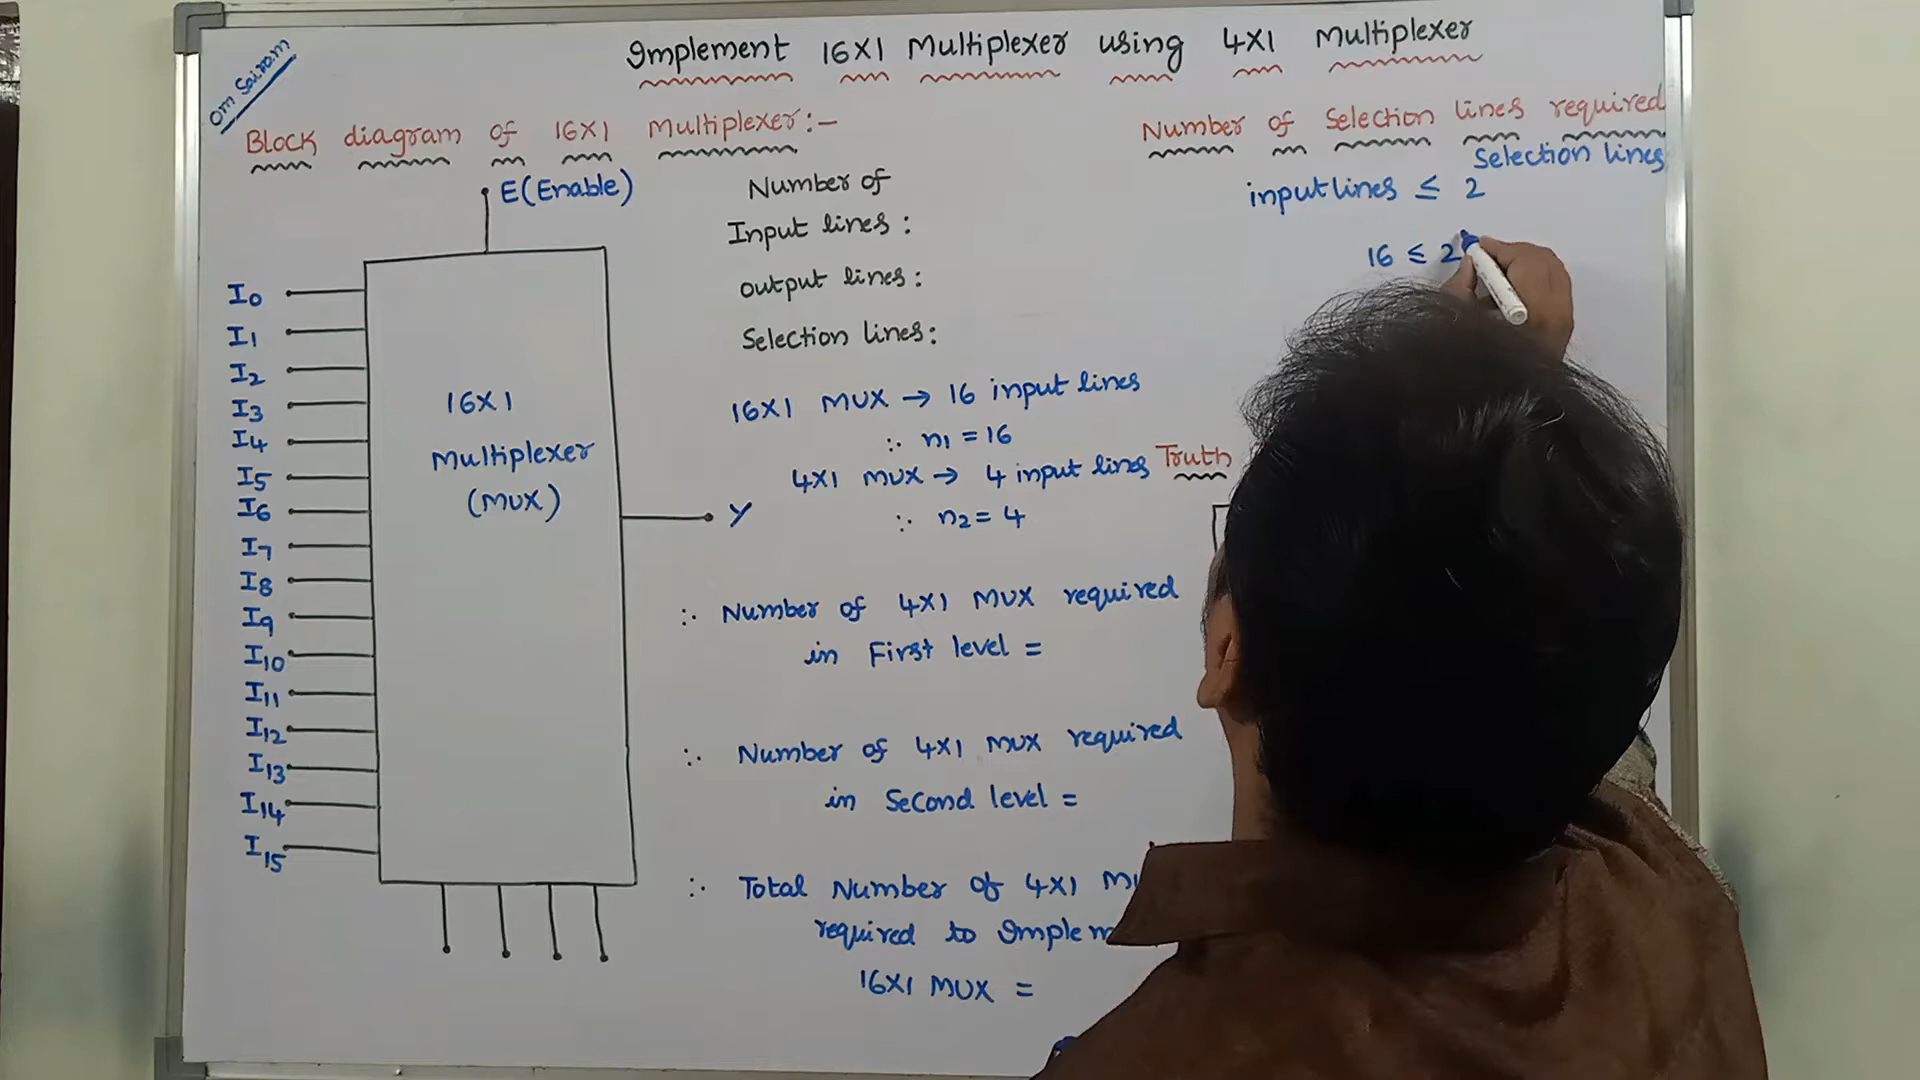 Om Sairam
Implement 16X1 Multiplexer using 4X1 Multiplexer
Block diagram of 16X1 Multiplexer:-
E(Enable)
I0
I1
I2
I3
I4
I5
I6
I7
I8
I9
I10
I11
I12
I13
I14
I15
16X1
Multiplexer
(MUX)
Y
Number of
Input lines:
output lines:
Selection lines:
16X1 MUX → 16 input lines
∴ n1 = 16
4X1 MUX → 4 input lines
∴ n2 = 4
∴ Number of 4X1 MUX required
in First level =
∴ Number of 4X1 MUX required
in Second level =
∴ Total Number of 4X1
required to
16X1 MUX =
Number of Selection lines required
Selection lines
input lines ≤ 2
16 ≤ 2
Truth